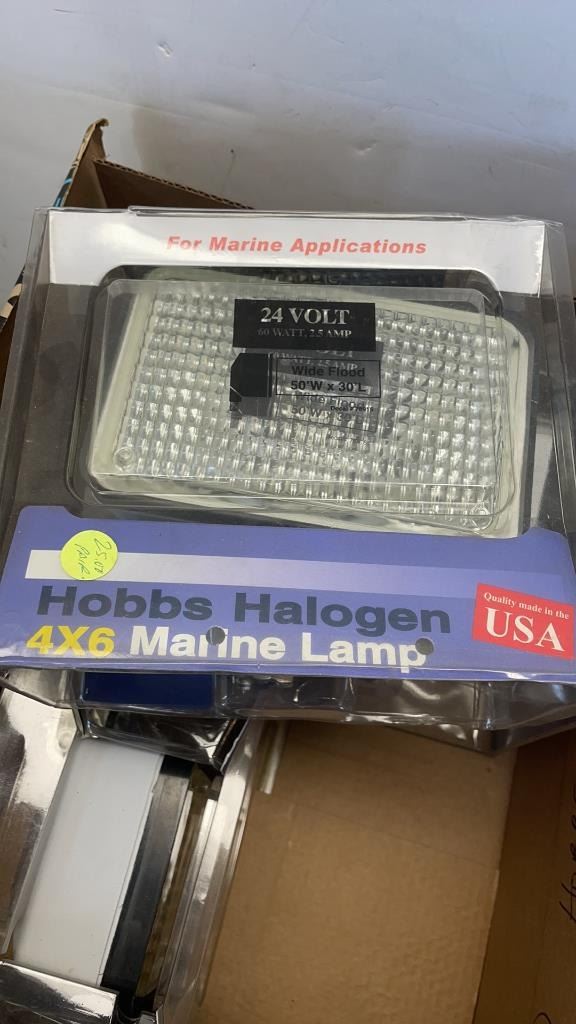 For Marine Applications
24 VOLT
60 WATT, 2.5 AMP
Wide Flood
50'W x 30'L
25.00
PAIR.
Hobbs Halogen
4X6 Marine Lamp
Quality made in the
USA